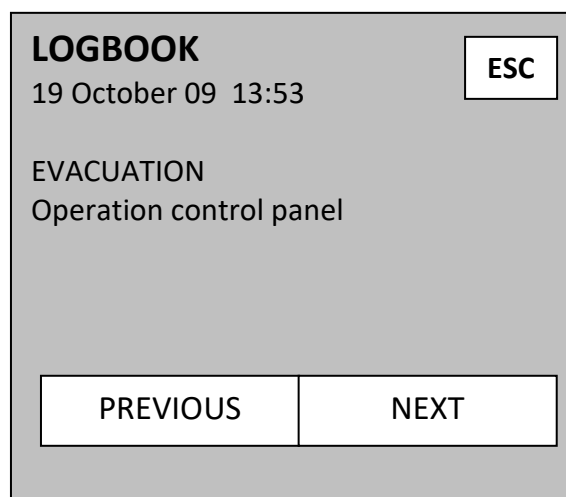 LOGBOOK
ESC
19 October 09 13:53
EVACUATION
Operation control panel
PREVIOUS
NEXT